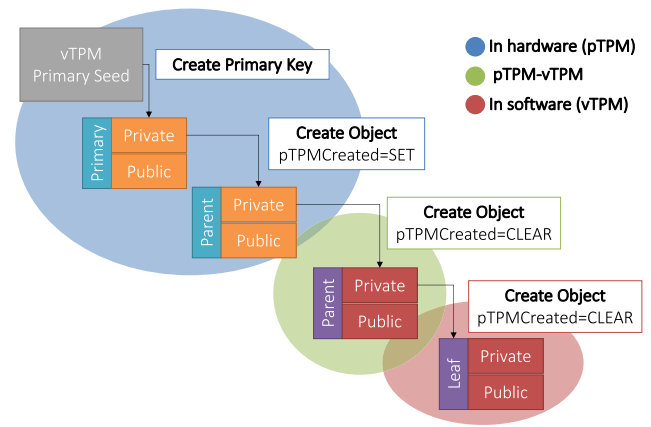 vTPM
Primary Seed
Create Primary Key
In hardware (pTPM)
pTPM-vTPM
In software (vTPM)
Primary
Private
Public
Create Object
pTPMCreated=SET
Parent
Private
Public
Create Object
pTPMCreated=CLEAR
Parent
Private
Public
Create Object
pTPMCreated=CLEAR
Leaf
Private
Public